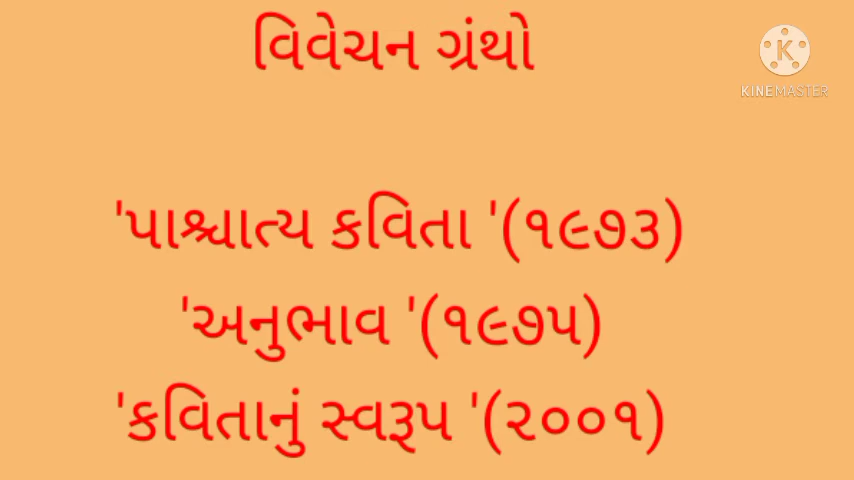 વિવેચન ગ્રંથો
K
KINEMASTER
'પાશ્ચાત્ય કવિતા '(૧૯૭૩)
'અનુભાવ '(૧૯૭૫)
'કવિતાનું સ્વરૂપ '(૨૦૦૧)